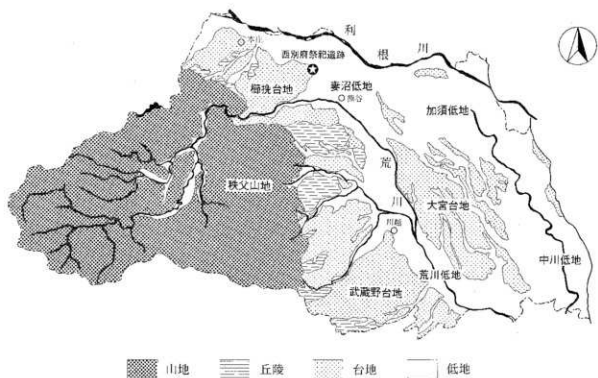 利根川
本庄
西別府祭祀遺跡
櫛挽台地
妻沼低地
熊谷
加須低地
荒川
秩父山地
大宮台地
川越
中川低地
荒川低地
武蔵野台地
山地
丘陵
台地
低地